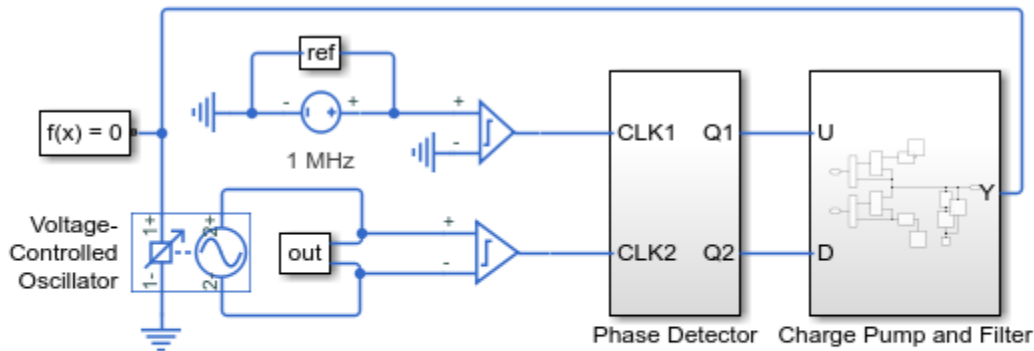 ref
-
+
+
-
f(x) = 0
1 MHz
CLK1
Q1
U
Y
Voltage-
Controlled
Oscillator
1+
2+
1-
2-
out
+
-
CLK2
Q2
D
Phase Detector
Charge Pump and Filter